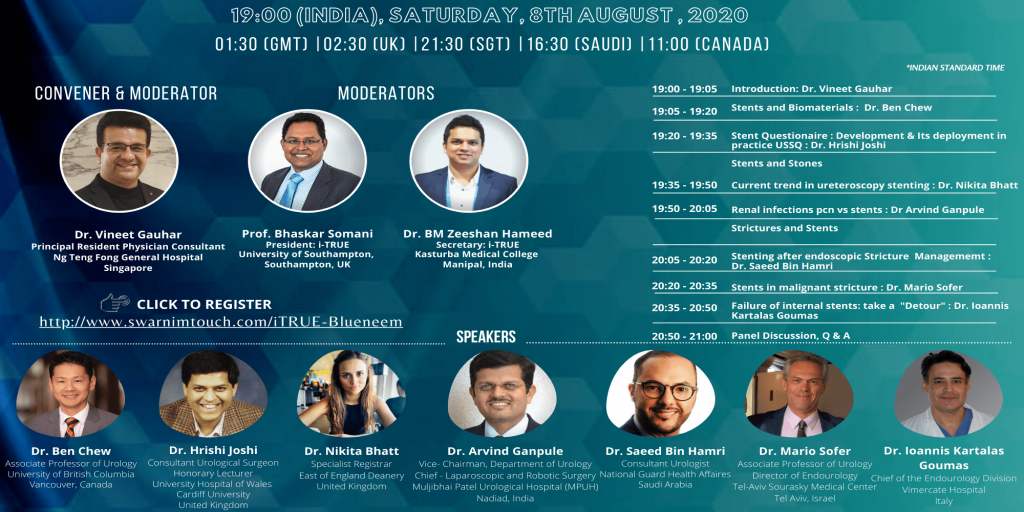 19:00 (INDIA), SATURDAY, 8TH AUGUST , 2020
01:30 (GMT) |02:30 (UK) |21:30 (SGT) |16:30 (SAUDI) |11:00 (CANADA)
*INDIAN STANDARD TIME
CONVENER & MODERATOR
MODERATORS
Dr. Vineet Gauhar
Principal Resident Physician Consultant
Ng Teng Fong General Hospital
Singapore
Prof. Bhaskar Somani
President: i-TRUE
University of Southampton,
Southampton, UK
Dr. BM Zeeshan Hameed
Secretary: i-TRUE
Kasturba Medical College
Manipal, India
19:00 - 19:05 Introduction: Dr. Vineet Gauhar
19:05 - 19:20 Stents and Biomaterials : Dr. Ben Chew
19:20 - 19:35 Stent Questionaire : Development & Its deployment in
practice USSQ : Dr. Hrishi Joshi
Stents and Stones
19:35 - 19:50 Current trend in ureteroscopy stenting : Dr. Nikita Bhatt
19:50 - 20:05 Renal infections pcn vs stents : Dr Arvind Ganpule
Strictures and Stents
20:05 - 20:20 Stenting after endoscopic Stricture Managememt :
Dr. Saeed Bin Hamri
20:20 - 20:35 Stents in malignant stricture : Dr. Mario Sofer
20:35 - 20:50 Failure of internal stents: take a "Detour" : Dr. Ioannis
Kartalas Goumas
20:50 - 21:00 Panel Discussion, Q & A
CLICK TO REGISTER
http://www.swarnimtouch.com/iTRUE-Blueneem
SPEAKERS
Dr. Ben Chew
Associate Professor of Urology
University of British Columbia
Vancouver, Canada
Dr. Hrishi Joshi
Consultant Urological Surgeon
Honorary Lecturer
University Hospital of Wales
Cardiff University
United Kingdom
Dr. Nikita Bhatt
Specialist Registrar
East of England Deanery
United Kingdom
Dr. Arvind Ganpule
Vice- Chairman, Department of Urology
Chief - Laparoscopic and Robotic Surgery
Muljibhai Patel Urological Hospital (MPUH)
Nadiad, India
Dr. Saeed Bin Hamri
Consultant Urologist
National Guard Health Affaires
Saudi Arabia
Dr. Mario Sofer
Associate Professor of Urology
Director of Endourology
Tel-Aviv Sourasky Medical Center
Tel Aviv, Israel
Dr. Ioannis Kartalas
Goumas
Chief of the Endourology Division
Vimercate Hospital
Italy